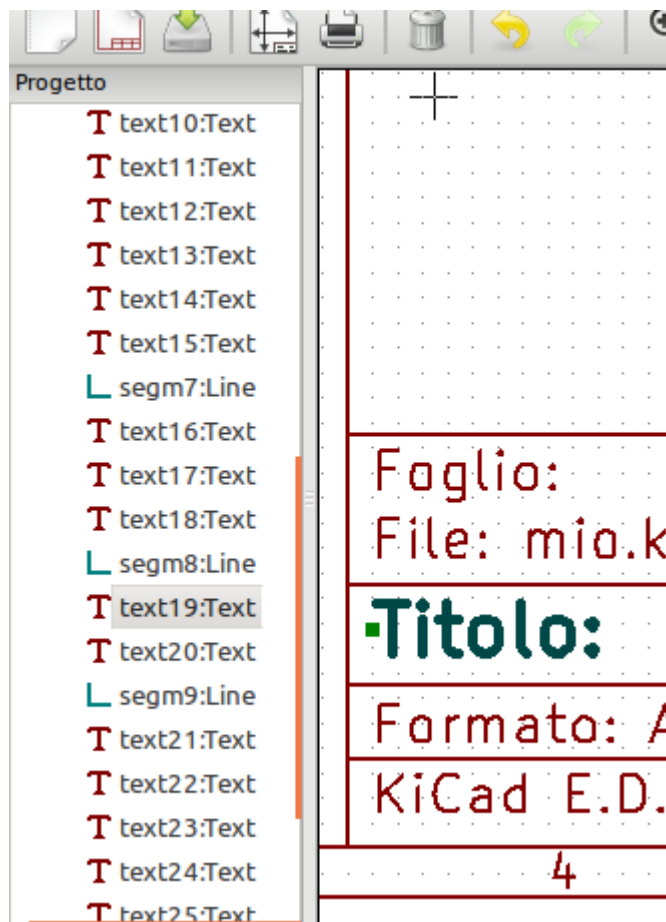 Progetto
text10:Text
text11:Text
text12:Text
text13:Text
text14:Text
text15:Text
segm7:Line
text16:Text
text17:Text
text18:Text
segm8:Line
text19:Text
text20:Text
segm9:Line
text21:Text
text22:Text
text23:Text
text24:Text
text25:Text
Foglio:
File: mio.k
Titolo:
Formato: A
KiCad E.D.
4